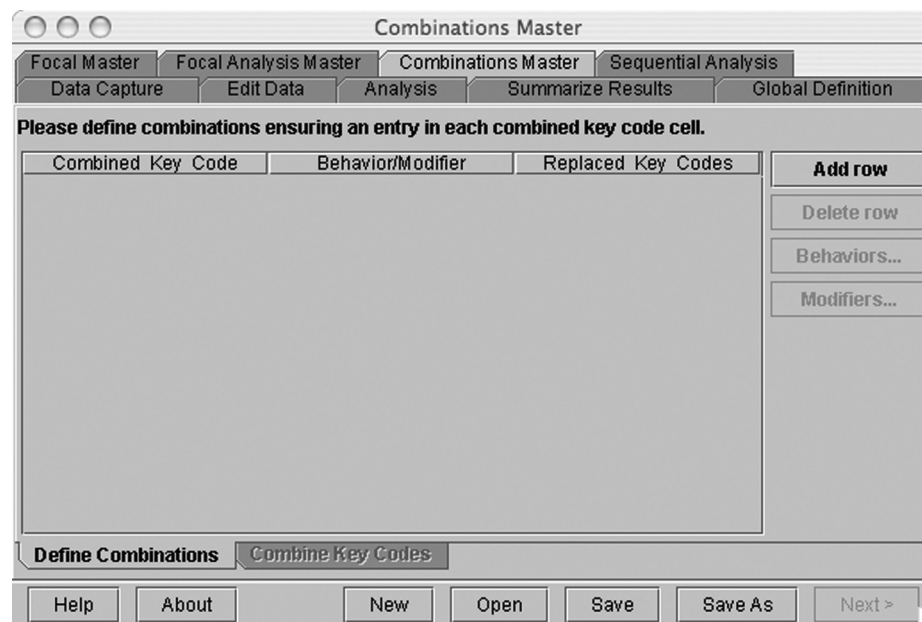 Combinations Master
Focal Master Focal Analysis Master Combinations Master Sequential Analysis
Data Capture Edit Data Analysis Summarize Results Global Definition
Please define combinations ensuring an entry in each combined key code cell.
Combined Key Code Behavior/Modifier Replaced Key Codes
Add row
Delete row
Behaviors...
Modifiers...
Define Combinations Combine Key Codes
Help About New Open Save Save As Next >